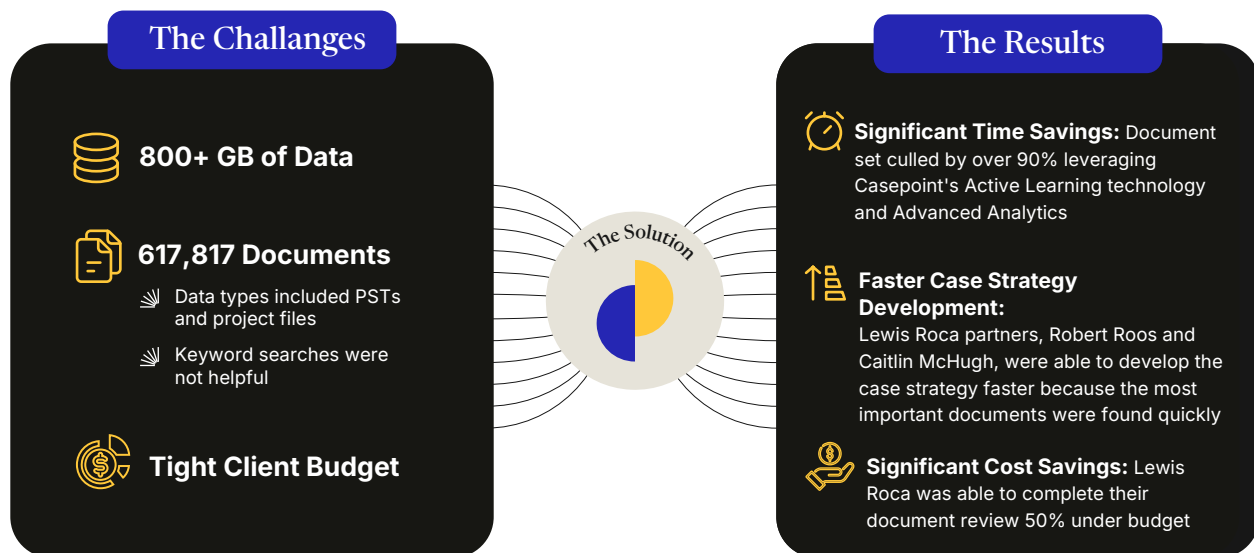 The Challanges
800+ GB of Data
617,817 Documents
Data types included PSTs
and project files
Keyword searches were
not helpful
Tight Client Budget
The Solution
The Results
Significant Time Savings: Document
set culled by over 90% leveraging
Casepoint's Active Learning technology
and Advanced Analytics
Faster Case Strategy
Development:
Lewis Roca partners, Robert Roos and
Caitlin McHugh, were able to develop the
case strategy faster because the most
important documents were found quickly
Significant Cost Savings: Lewis
Roca was able to complete their
document review 50% under budget